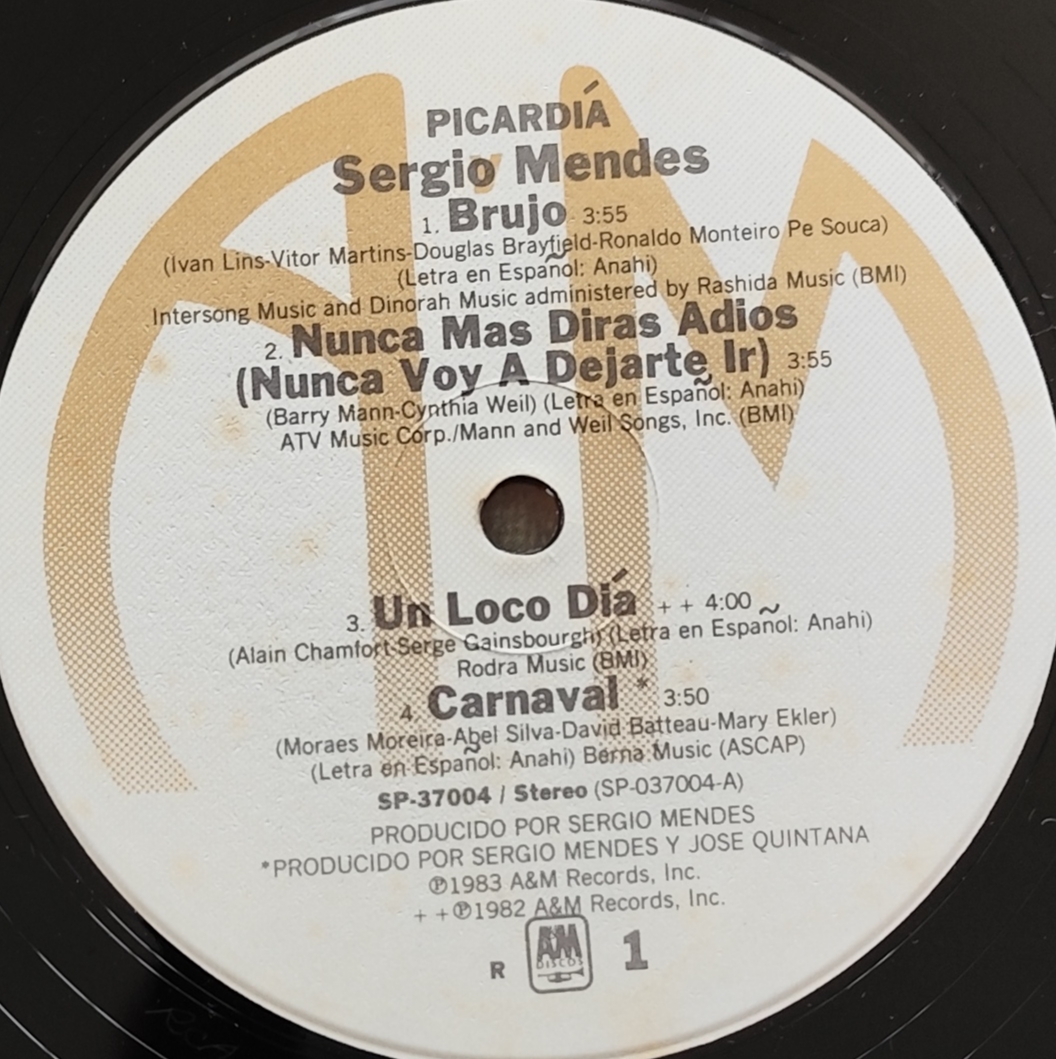 PICARDIÁ
Sergio Mendes
1. Brujo 3:55
(Ivan Lins-Vitor Martins-Douglas Brayfield-Ronaldo Monteiro Pe Souca)
(Letra en Español: Anahi)
Intersong Music and Dinorah Music administered by Rashida Music (BMI)
2. Nunca Mas Diras Adios
(Nunca Voy A Dejarte Ir) 3:55
(Barry Mann-Cynthia Weil) (Letra en Español: Anahi)
ATV Music Corp./Mann and Weil Songs, Inc. (BMI)
3. Un Loco Día ++ 4:00
(Alain Chamfort-Serge Gainsbourgh) (Letra en Español: Anahi)
Rodra Music (BMI)
4. Carnaval * 3:50
(Moraes Moreira-Abel Silva-David Batteau-Mary Ekler)
(Letra en Español: Anahi) Berna Music (ASCAP)
SP-37004 / Stereo (SP-037004-A)
PRODUCIDO POR SERGIO MENDES
*PRODUCIDO POR SERGIO MENDES Y JOSE QUINTANA
℗1983 A&M Records, Inc.
++℗1982 A&M Records, Inc.
R AM DISCOS 1